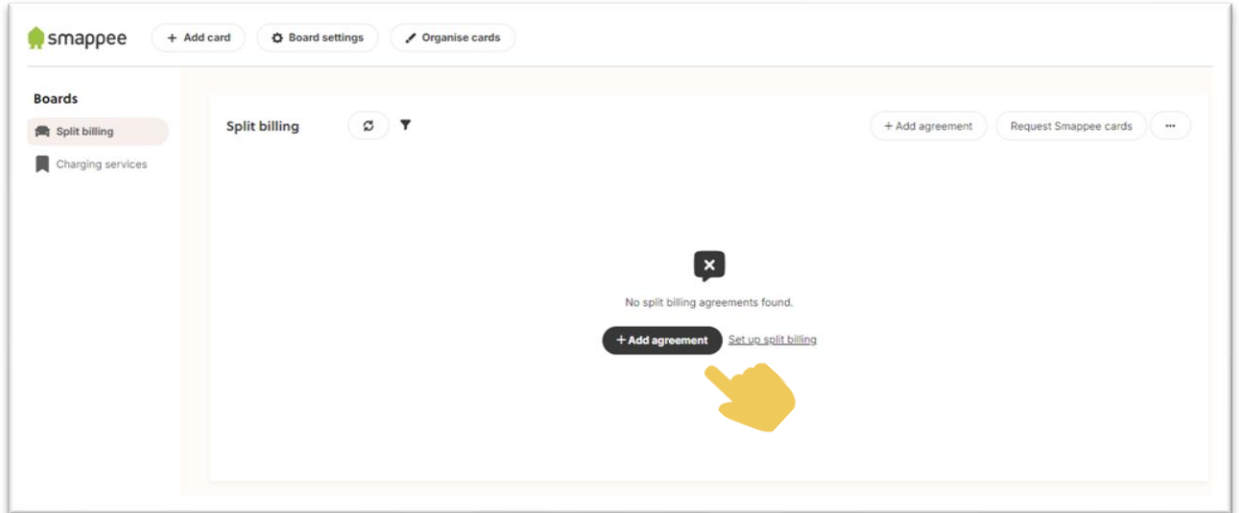 smappee + Add card Board settings Organise cards
Boards
Split billing
Charging services
Split billing + Add agreement Request Smappee cards ...
No split billing agreements found.
+ Add agreement Set up split billing